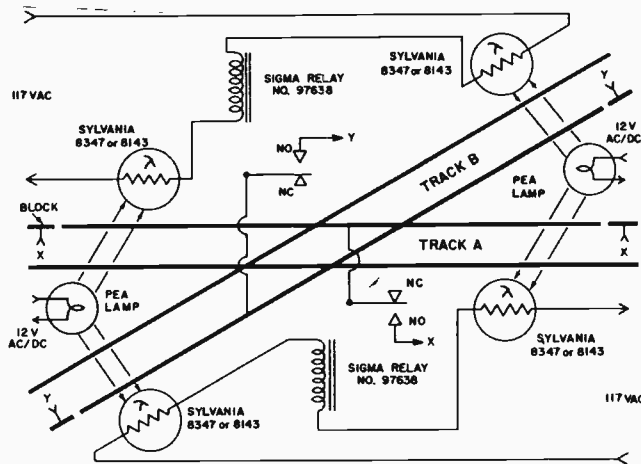 SYLVANIA
8347 or 8143
Y
117 VAC
SIGMA RELAY
NO. 97638
12 V
AC/DC
SYLVANIA
8347 or 8143
λ
λ
NO
Y
NC
TRACK B
PEA
LAMP
BLOCK
X
TRACK A
X
PEA
LAMP
NC
NO
X
λ
12 V
AC/DC
SYLVANIA
8347 or 8143
SIGMA RELAY
NO. 97638
Y
λ
SYLVANIA
8347 or 8143
117 VAC